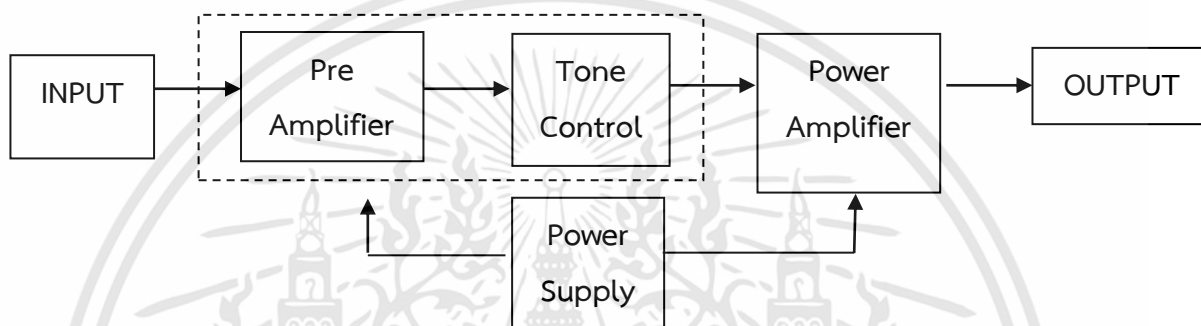 INPUT
Pre
Amplifier
Tone
Control
Power
Amplifier
OUTPUT
Power
Supply